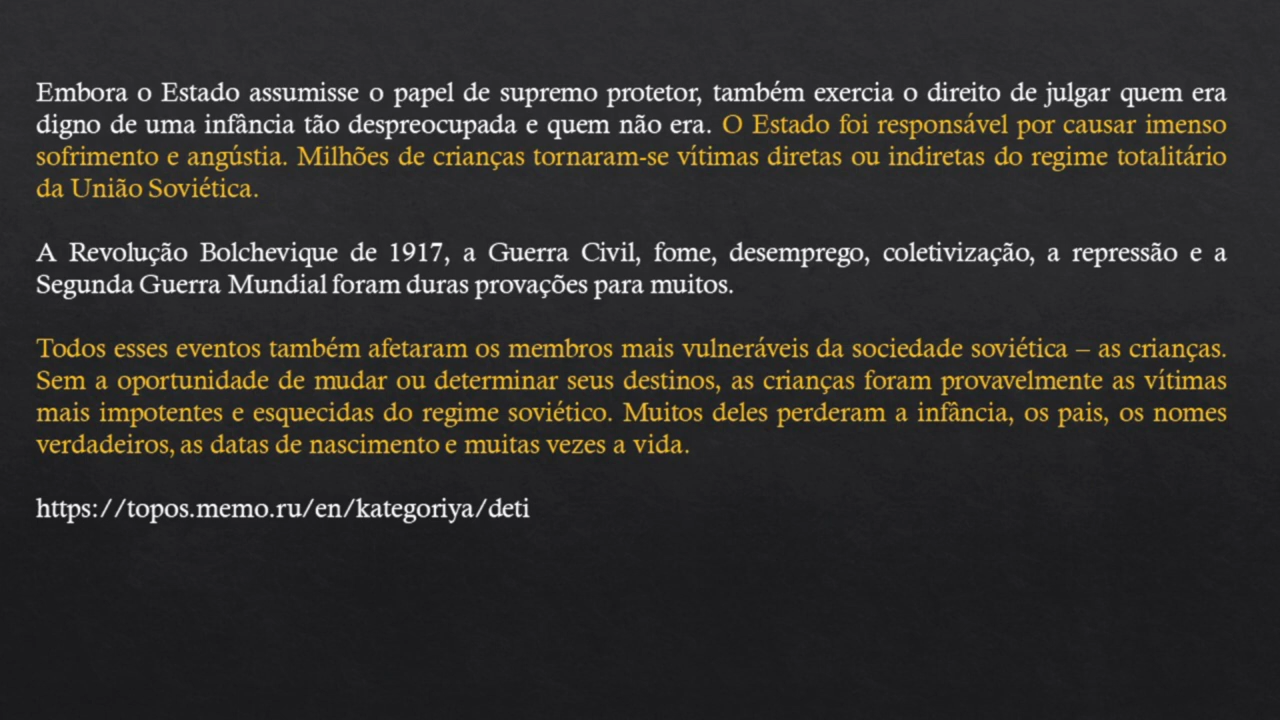 Embora o Estado assumisse o papel de supremo protetor, também exercia o direito de julgar quem era
digno de uma infância tão despreocupada e quem não era. O Estado foi responsável por causar imenso
sofrimento e angústia. Milhões de crianças tornaram-se vítimas diretas ou indiretas do regime totalitário
da União Soviética.
A Revolução Bolchevique de 1917, a Guerra Civil, fome, desemprego, coletivização, a repressão e a
Segunda Guerra Mundial foram duras provações para muitos.
Todos esses eventos também afetaram os membros mais vulneráveis da sociedade soviética – as crianças.
Sem a oportunidade de mudar ou determinar seus destinos, as crianças foram provavelmente as vítimas
mais impotentes e esquecidas do regime soviético. Muitos deles perderam a infância, os pais, os nomes
verdadeiros, as datas de nascimento e muitas vezes a vida.
https://topos.memo.ru/en/kategoriya/deti